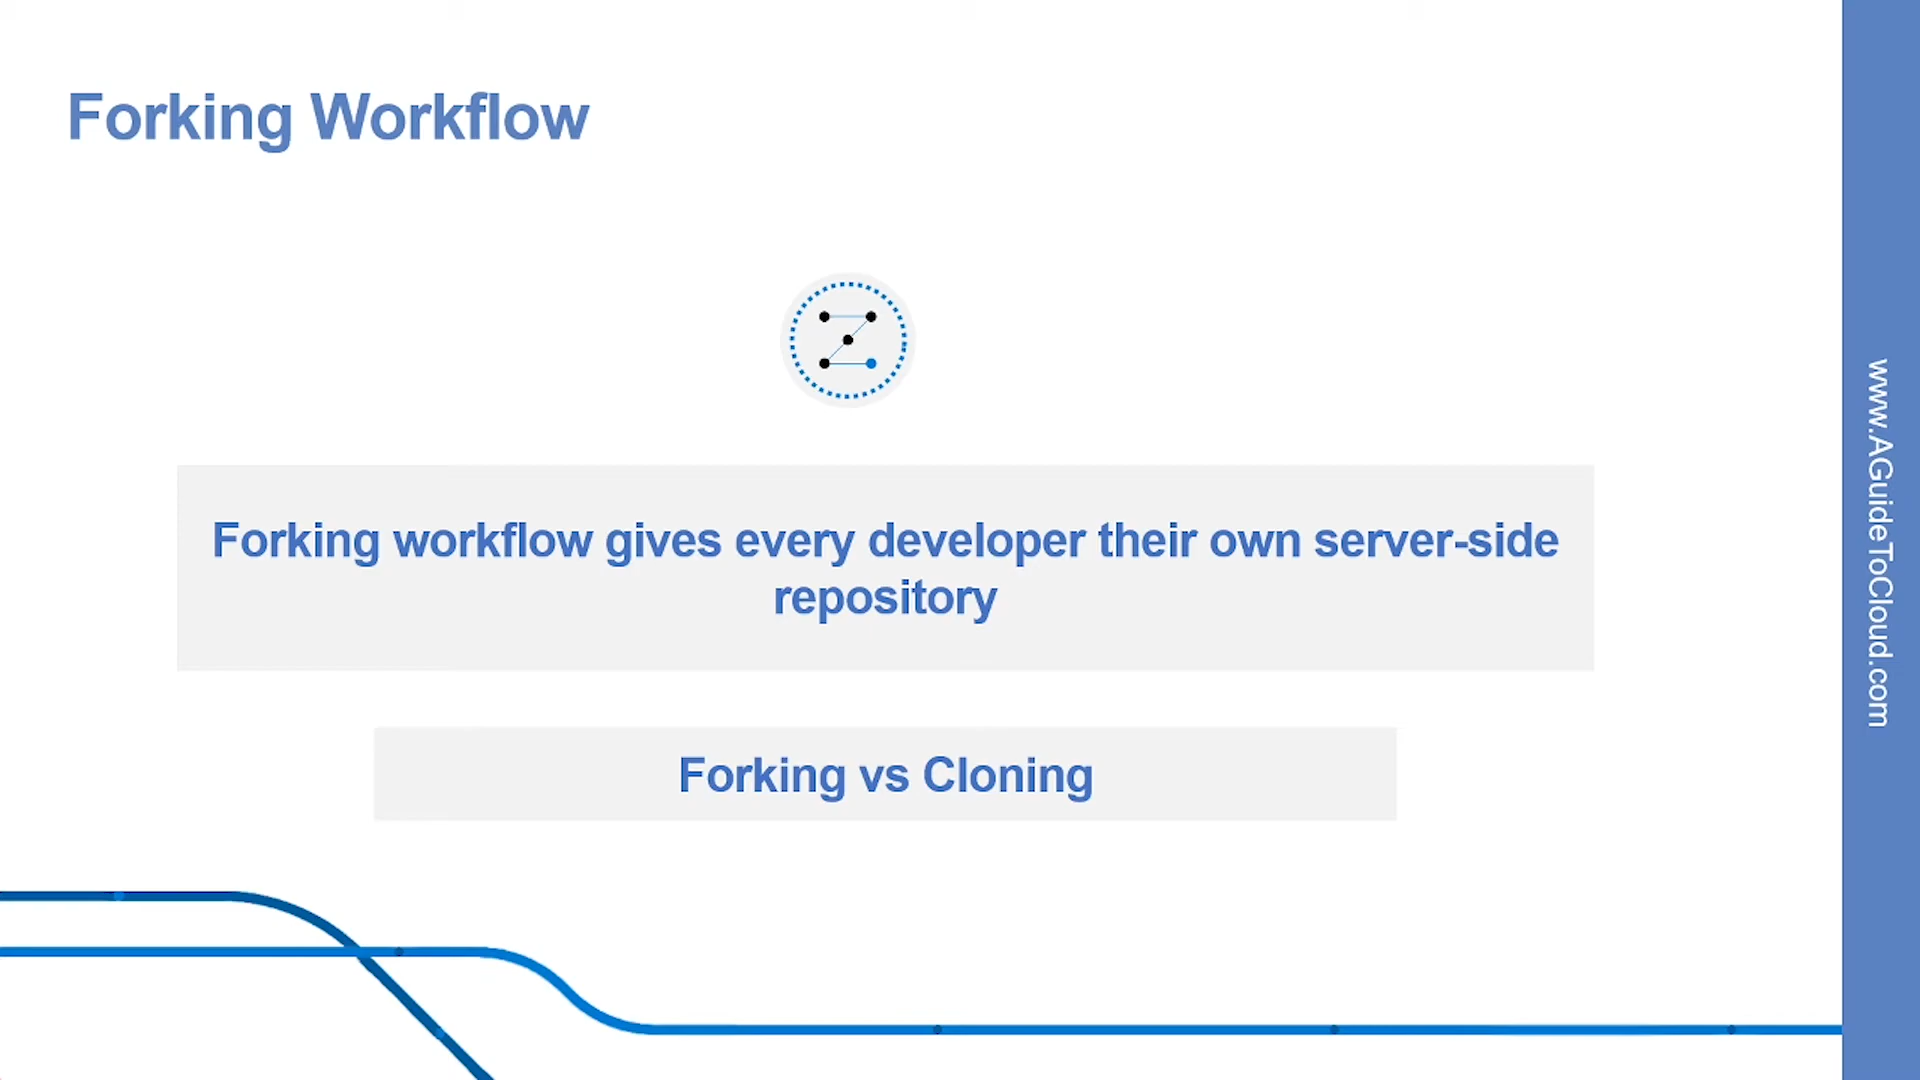 Forking Workflow
Forking workflow gives every developer their own server-side
repository
Forking vs Cloning
www.AGuideToCloud.com